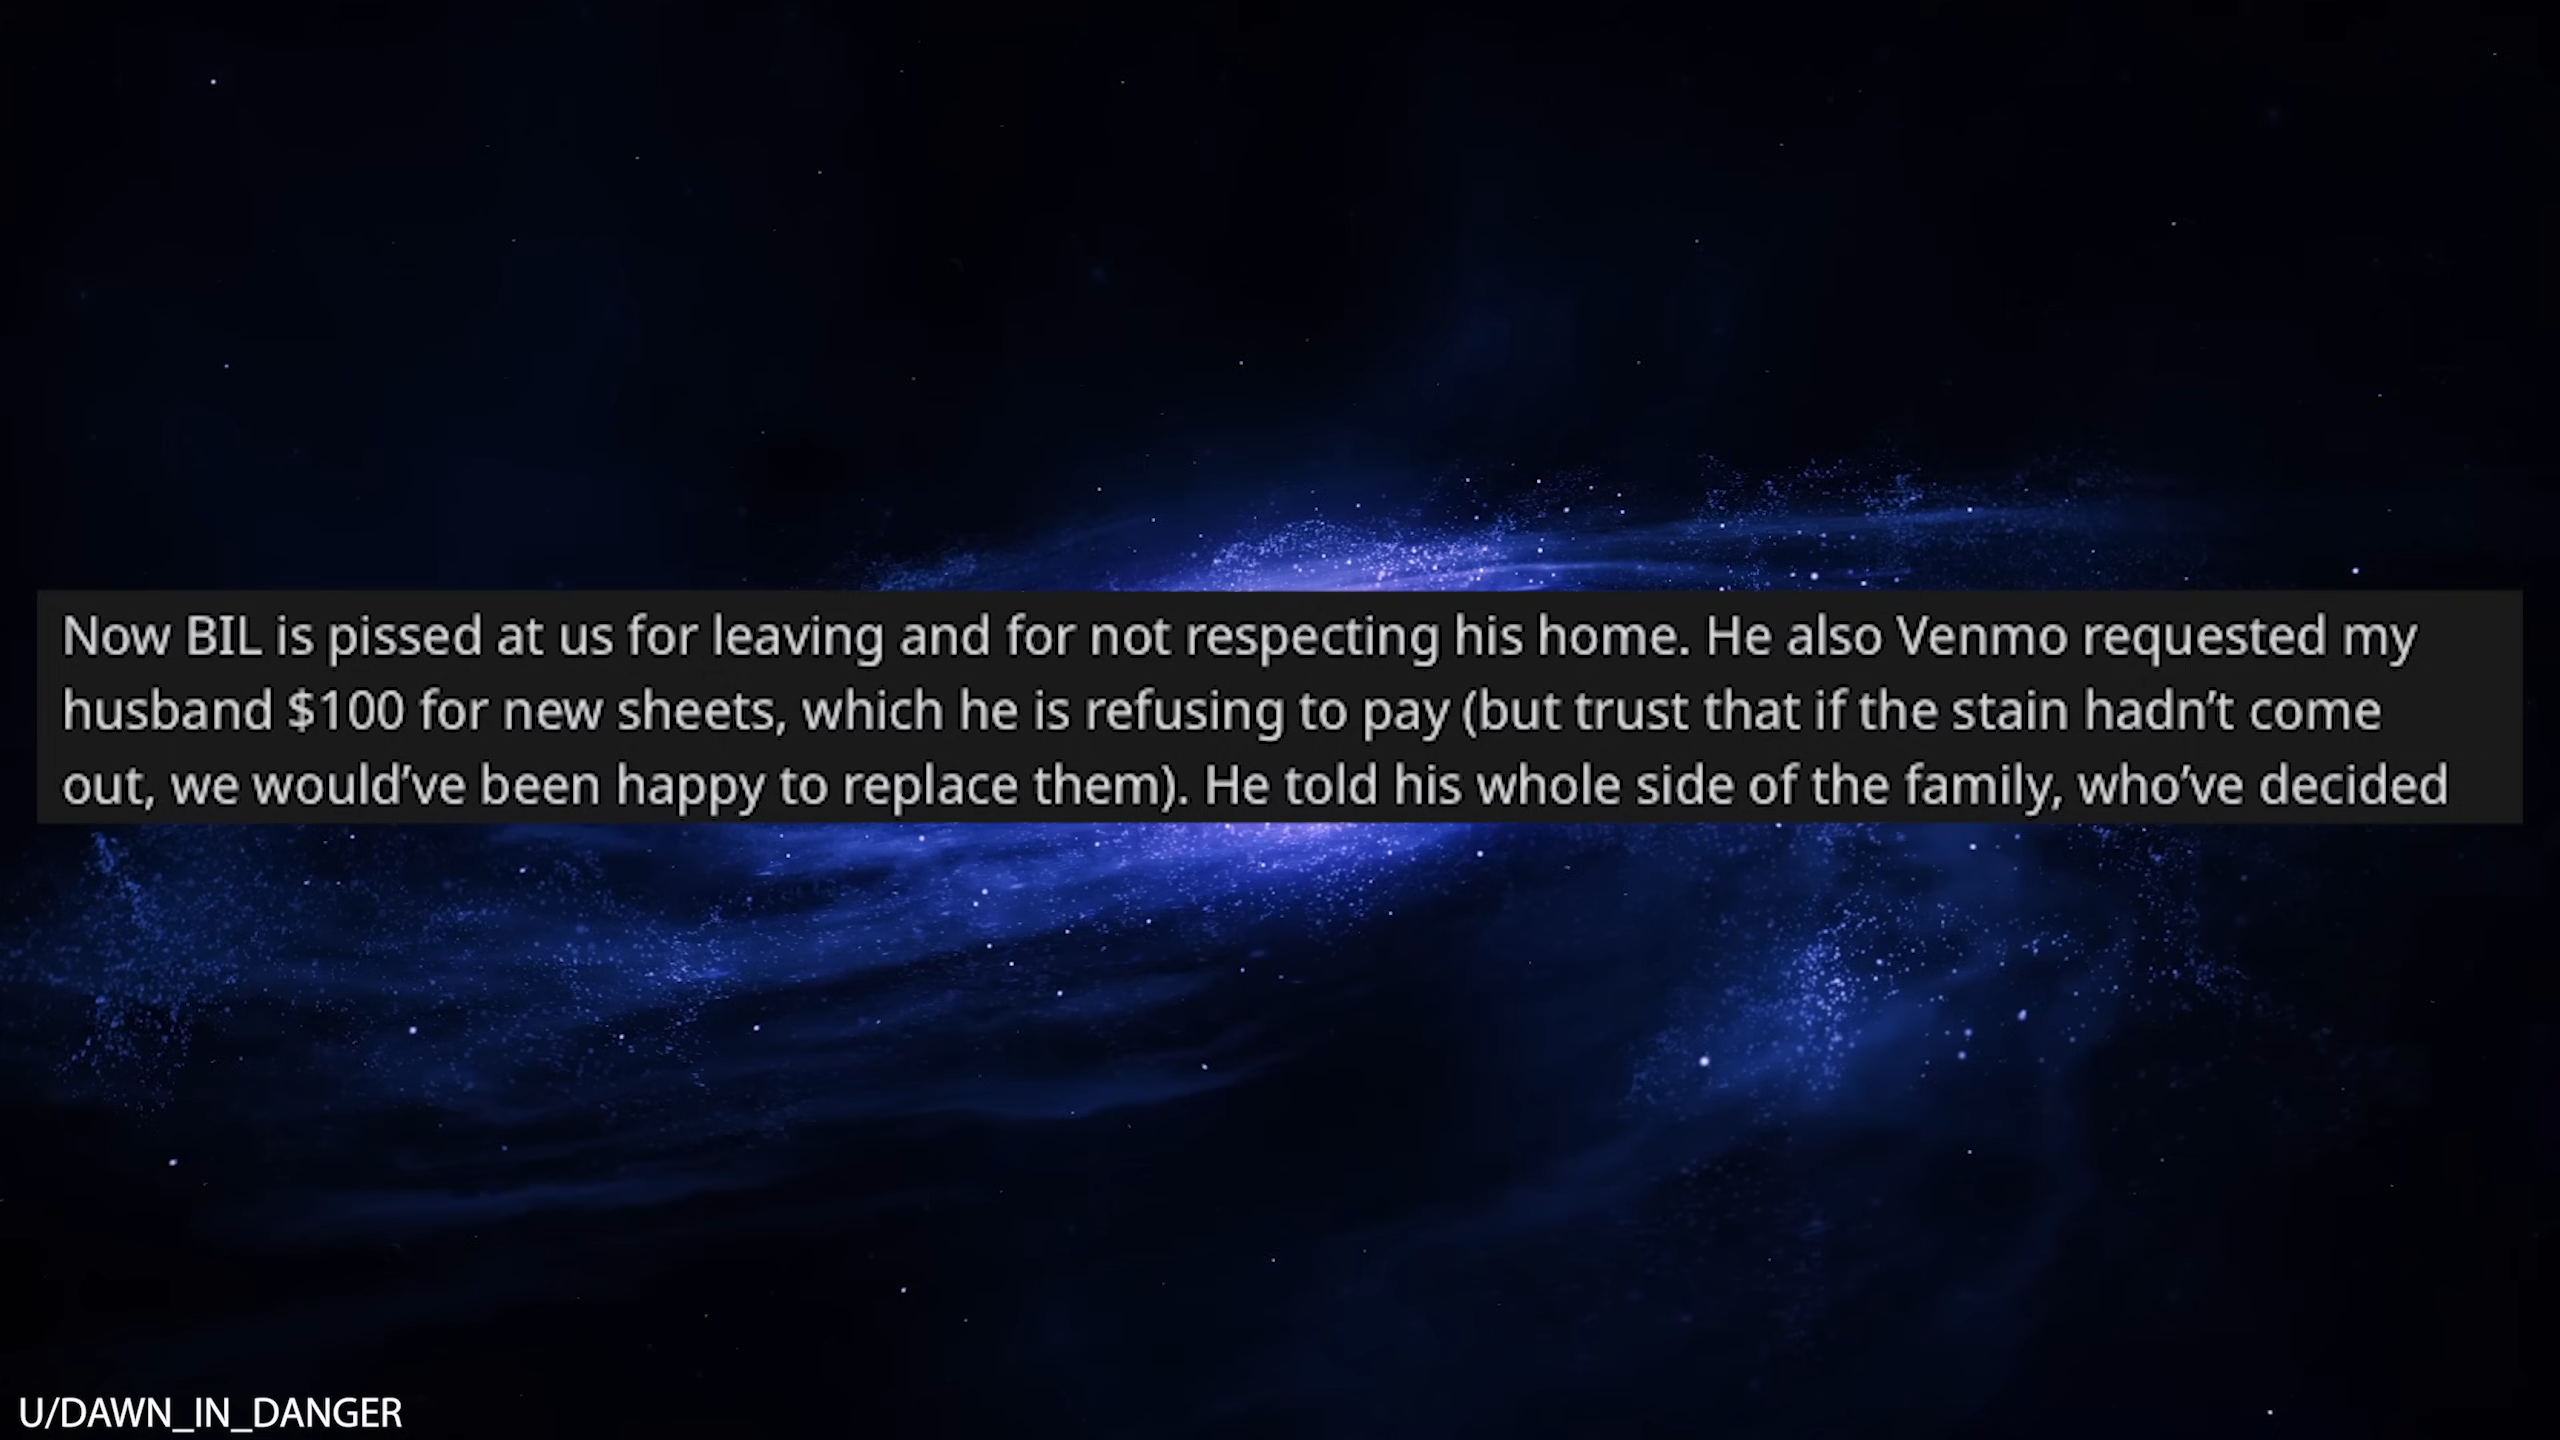 Now BIL is pissed at us for leaving and for not respecting his home. He also Venmo requested my
husband $100 for new sheets, which he is refusing to pay (but trust that if the stain hadn’t come
out, we would’ve been happy to replace them). He told his whole side of the family, who’ve decided
U/DAWN_IN_DANGER